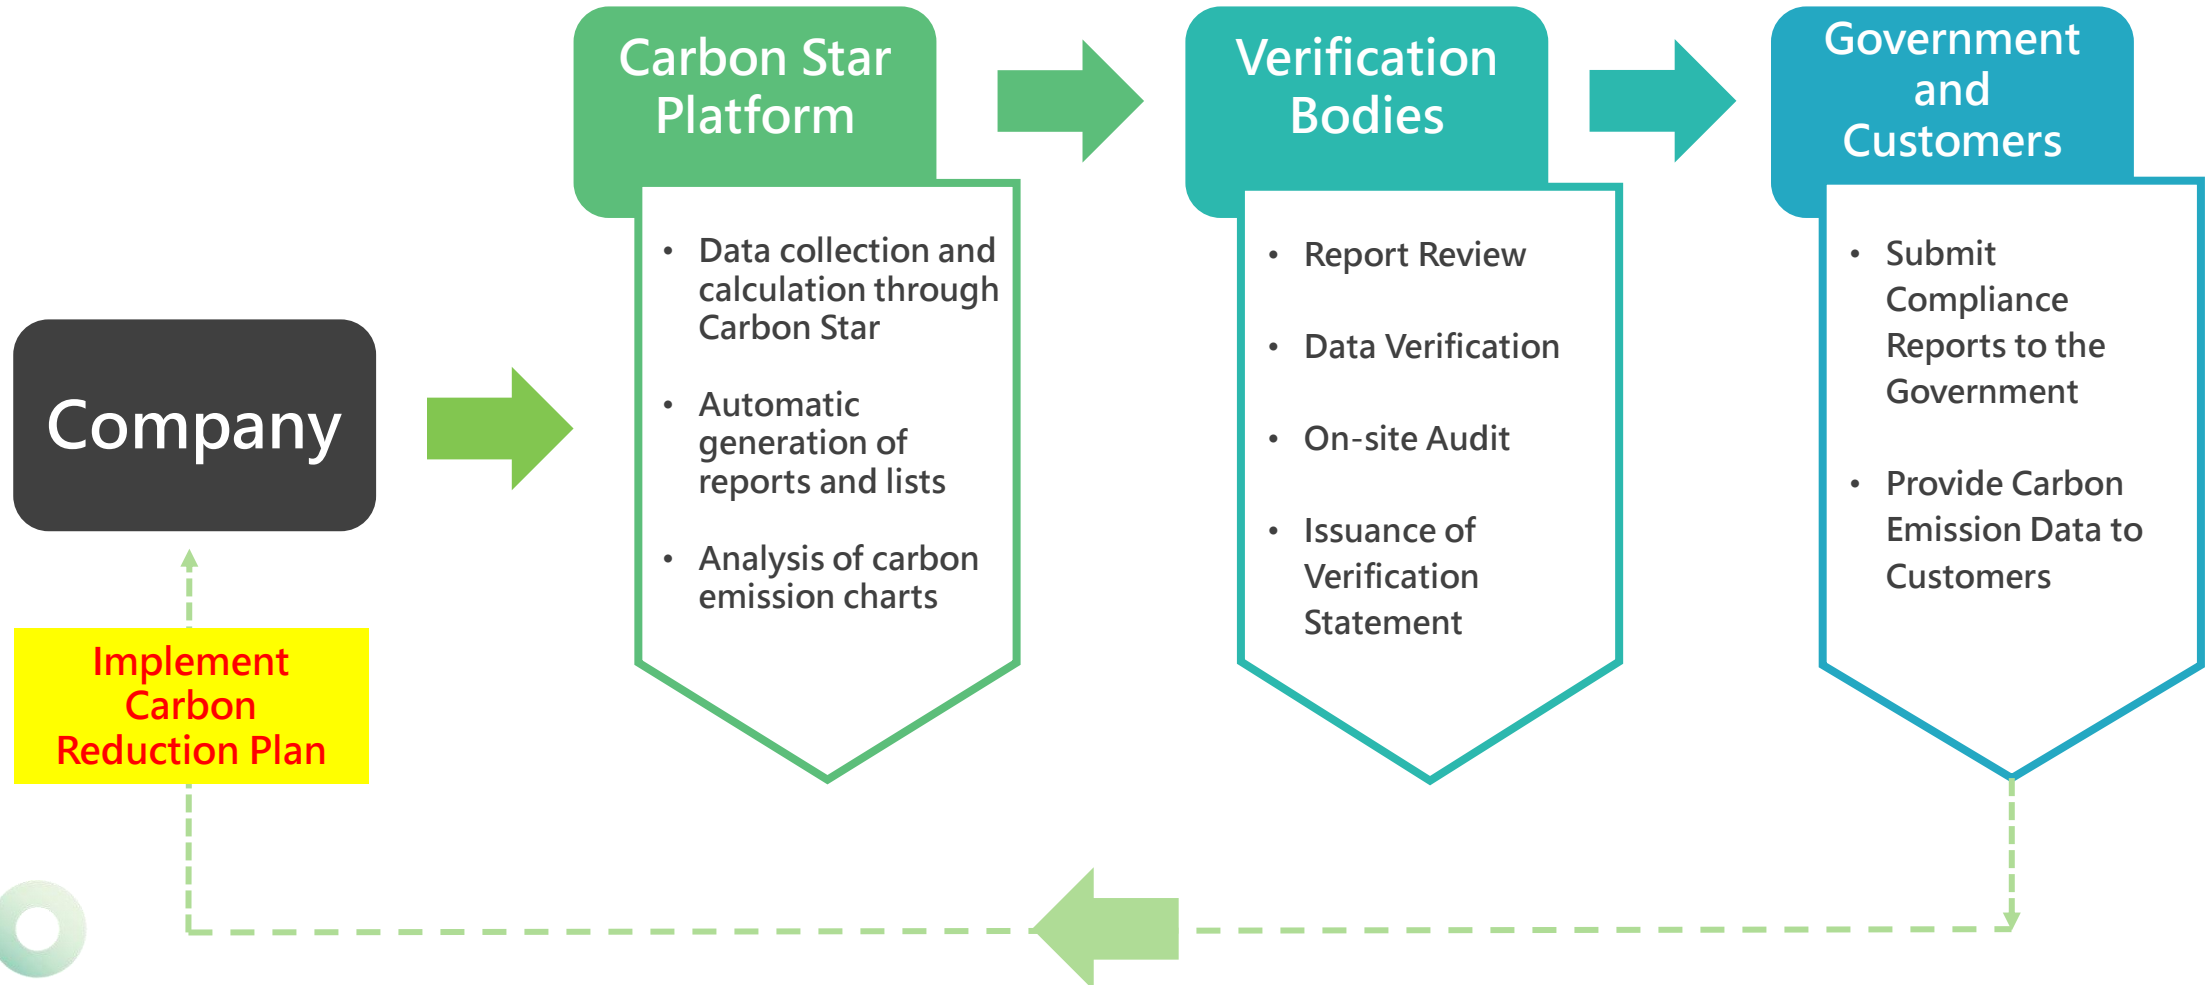 Company
Implement
Carbon
Reduction Plan
Carbon Star
Platform
• Data collection and
calculation through
Carbon Star
• Automatic
generation of
reports and lists
• Analysis of carbon
emission charts
Verification
Bodies
• Report Review
• Data Verification
• On-site Audit
• Issuance of
Verification
Statement
Government
and
Customers
• Submit
Compliance
Reports to the
Government
• Provide Carbon
Emission Data to
Customers